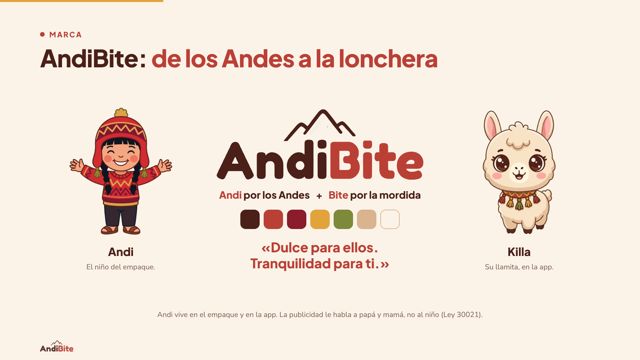 MARCA
AndiBite: de los Andes a la lonchera
AndiBite
Andi por los Andes + Bite por la mordida
«Dulce para ellos.
Tranquilidad para ti.»
Andi
El niño del empaque.
Killa
Su llamita, en la app.
Andi vive en el empaque y en la app. La publicidad le habla a papá y mamá, no al niño (Ley 30021).
AndiBite